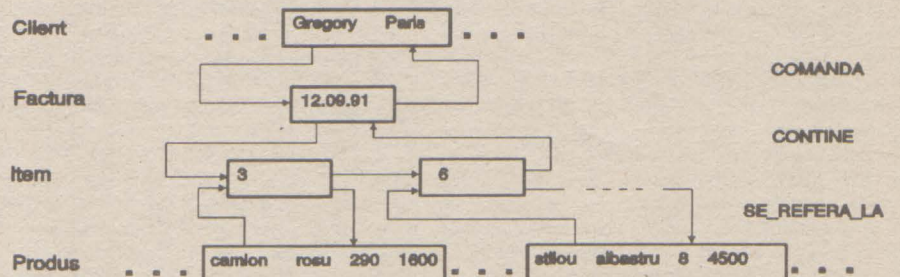 Client Gregory Paris
COMANDA
Factura 12.09.91
CONTINE
Item 3 6
SE_REFERA_LA
Produs camion rosu 290 1600 stilou albastru 8 4500